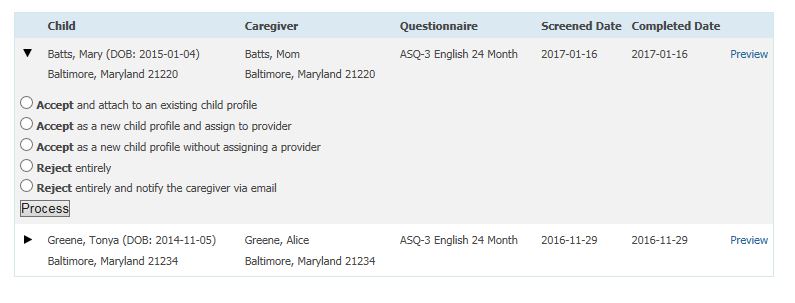 Child Caregiver Questionnaire Screened Date Completed Date
Batts, Mary (DOB: 2015-01-04) Batts, Mom ASQ-3 English 24 Month 2017-01-16 2017-01-16 Preview
Baltimore, Maryland 21220 Baltimore, Maryland 21220
Accept and attach to an existing child profile
Accept as a new child profile and assign to provider
Accept as a new child profile without assigning a provider
Reject entirely
Reject entirely and notify the caregiver via email
Process
Greene, Tonya (DOB: 2014-11-05) Greene, Alice ASQ-3 English 24 Month 2016-11-29 2016-11-29 Preview
Baltimore, Maryland 21234 Baltimore, Maryland 21234